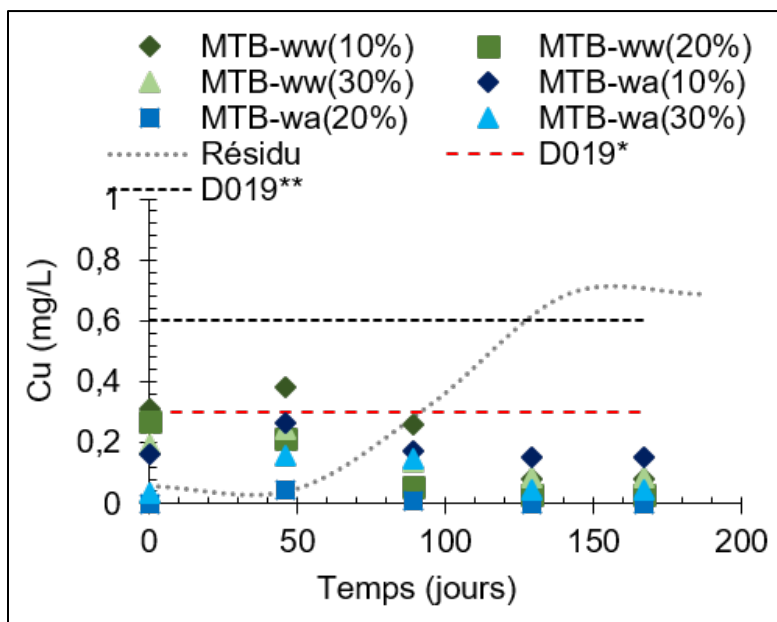 MTB-ww(10%) MTB-ww(20%)
MTB-ww(30%) MTB-wa(10%)
MTB-wa(20%) MTB-wa(30%)
Résidu D019*
D019**
1
0,8
0,6
0,4
0,2
0
Cu (mg/L)
0 50 100 150 200
Temps (jours)